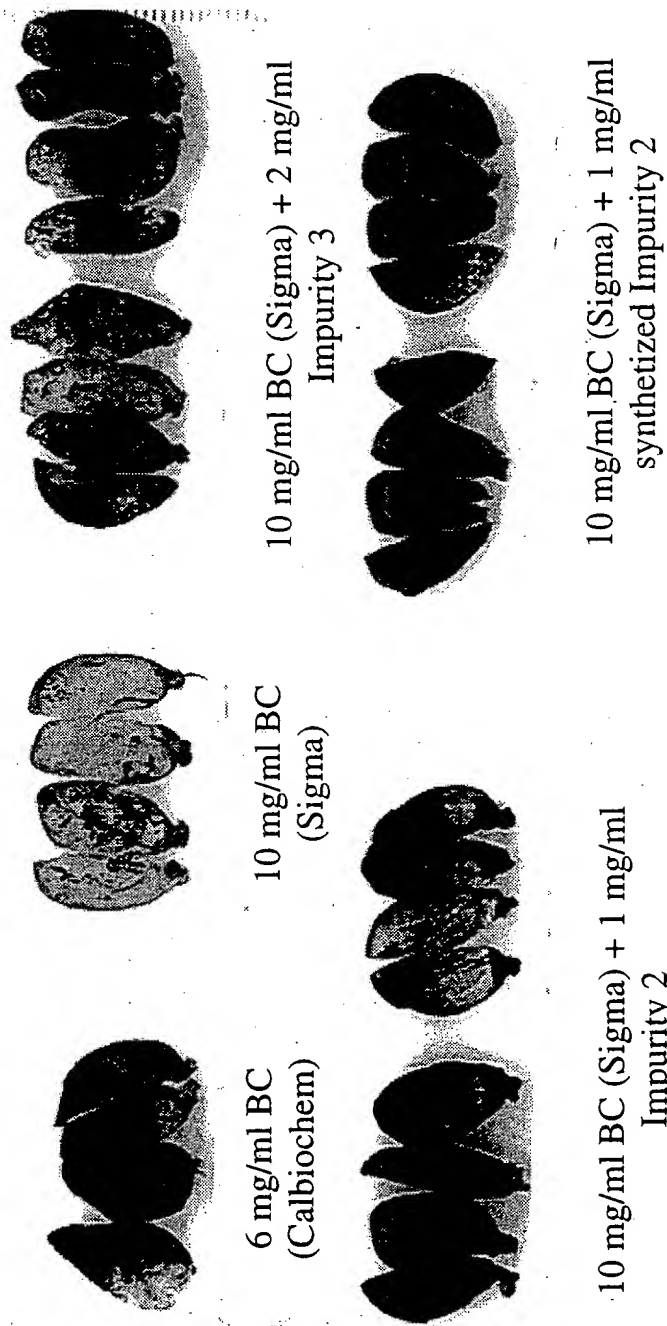 6 mg/ml BC
(Calbiochem)
10 mg/ml BC
(Sigma)
10 mg/ml BC (Sigma) + 2 mg/ml
Impurity 3
10 mg/ml BC (Sigma) + 1 mg/ml
Impurity 2
10 mg/ml BC (Sigma) + 1 mg/ml
synthetized Impurity 2